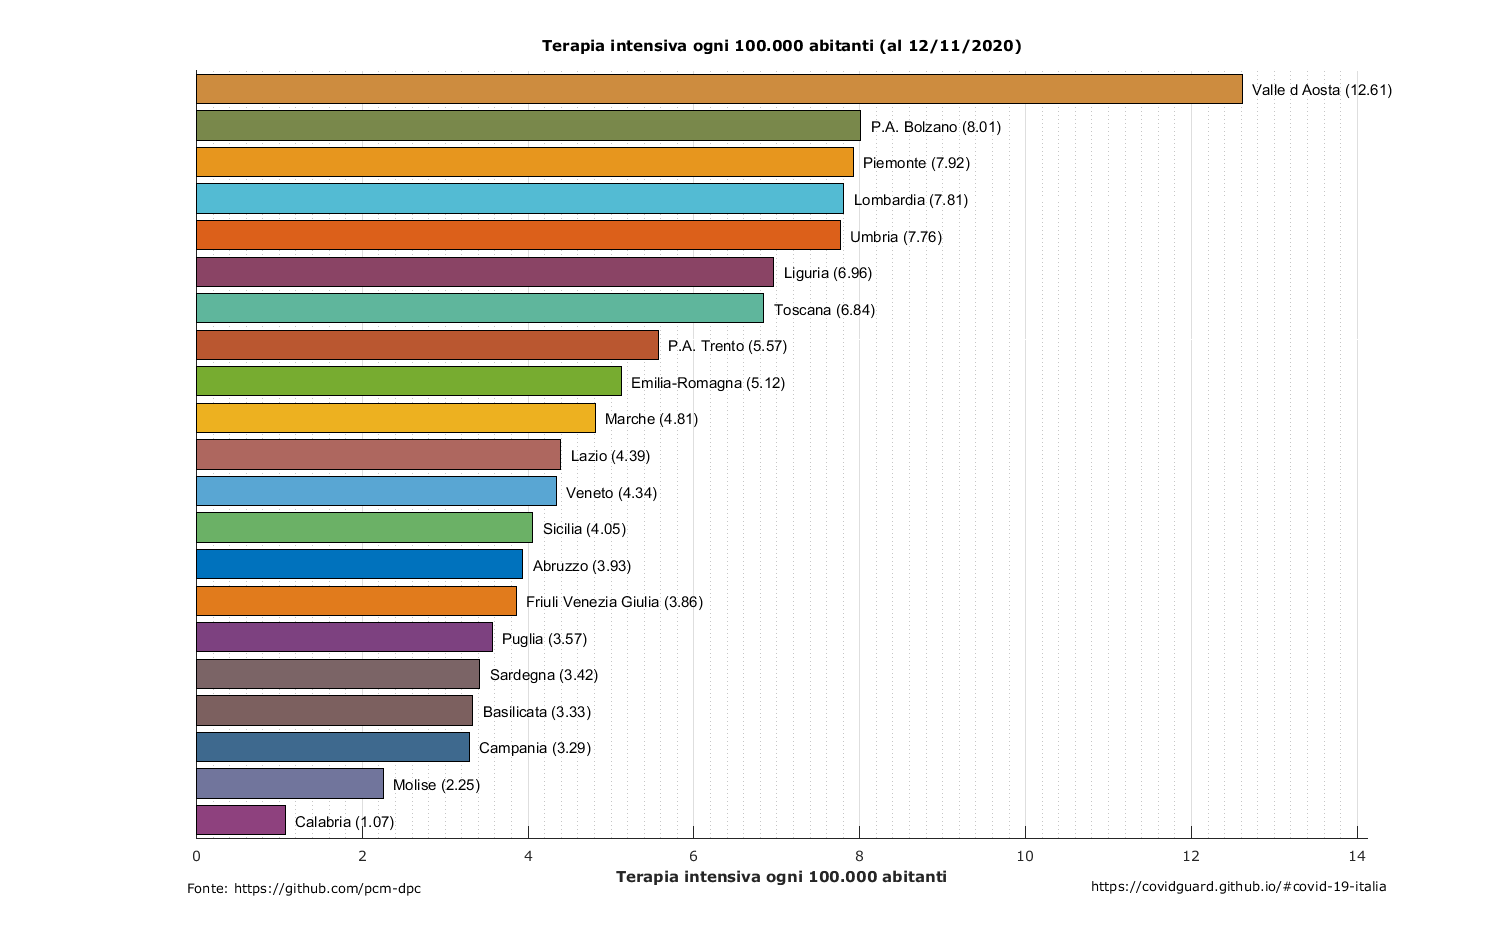 Terapia intensiva ogni 100.000 abitanti (al 12/11/2020)
Valle d Aosta (12.61)
P.A. Bolzano (8.01)
Piemonte (7.92)
Lombardia (7.81)
Umbria (7.76)
Liguria (6.96)
Toscana (6.84)
P.A. Trento (5.57)
Emilia-Romagna (5.12)
Marche (4.81)
Lazio (4.39)
Veneto (4.34)
Sicilia (4.05)
Abruzzo (3.93)
Friuli Venezia Giulia (3.86)
Puglia (3.57)
Sardegna (3.42)
Basilicata (3.33)
Campania (3.29)
Molise (2.25)
Calabria (1.07)
0 2 4 6 8 10 12 14
Terapia intensiva ogni 100.000 abitanti
Fonte: https://github.com/pcm-dpc
https://covidguard.github.io/#covid-19-italia